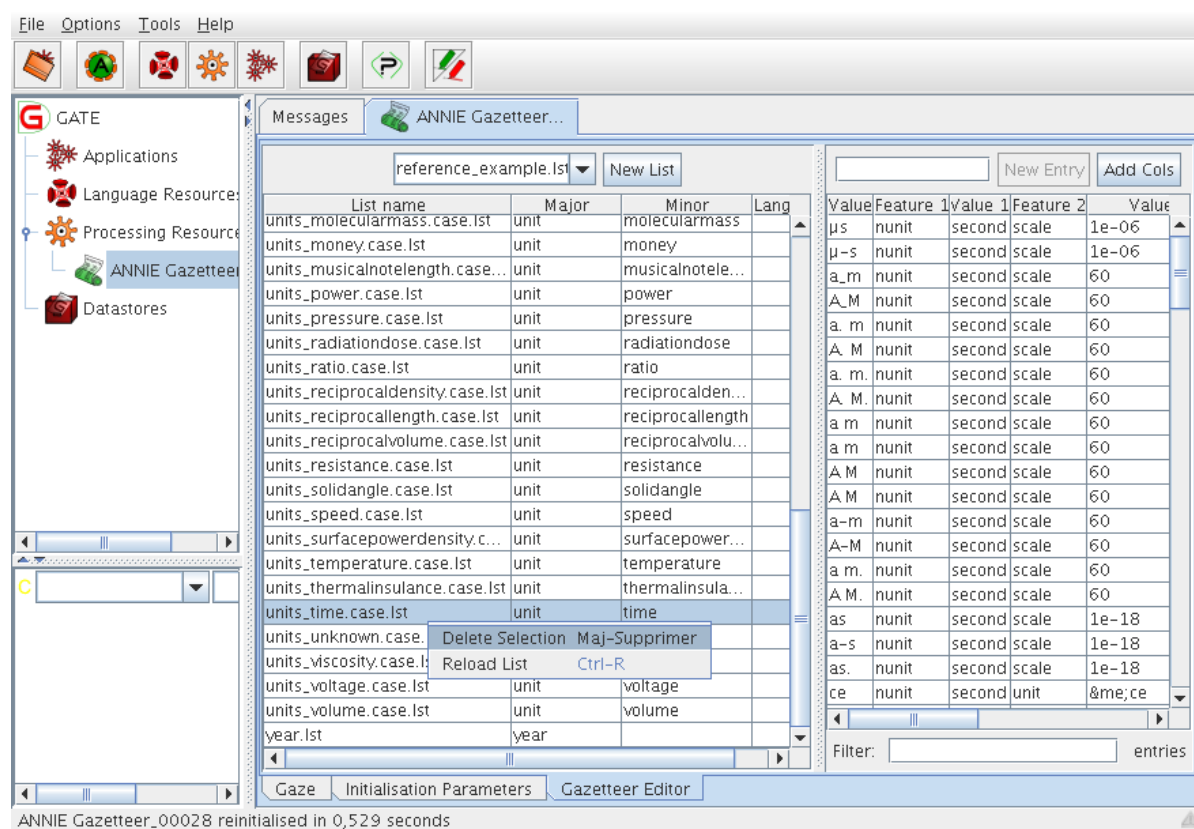 File Options Tools Help
GATE
Applications
Language Resource
Processing Resource
ANNIE Gazetteer
Datastores
C
Messages
ANNIE Gazetteer...
reference_example.lst New List
List name Major Minor Lang
units_molecularmass.case.lst unit molecularmass
units_money.case.lst unit money
units_musicalnotelength.case... unit musicalnotele...
units_power.case.lst unit power
units_pressure.case.lst unit pressure
units_radiationdose.case.lst unit radiationdose
units_ratio.case.lst unit ratio
units_reciprocaldensity.case.lst unit reciprocalden...
units_reciprocallength.case.lst unit reciprocallength
units_reciprocalvolume.case.lst unit reciprocalvolu...
units_resistance.case.lst unit resistance
units_solidangle.case.lst unit solidangle
units_speed.case.lst unit speed
units_surfacepowerdensity.c... unit surfacepower...
units_temperature.case.lst unit temperature
units_thermalinsulance.case.lst unit thermalinsula...
units_time.case.lst unit time
units_unknown.case.
units_viscosity.case.l
units_voltage.case.lst unit voltage
units_volume.case.lst unit volume
year.lst year
Delete Selection Maj-Supprimer
Reload List Ctrl-R
New Entry Add Cols
Value Feature 1 Value 1 Feature 2 Value
µs nunit second scale 1e-06
µ-s nunit second scale 1e-06
a_m nunit second scale 60
A_M nunit second scale 60
a. m nunit second scale 60
A. M nunit second scale 60
a. m. nunit second scale 60
A. M. nunit second scale 60
a m nunit second scale 60
a m nunit second scale 60
A M nunit second scale 60
A M nunit second scale 60
a-m nunit second scale 60
A-M nunit second scale 60
a m. nunit second scale 60
A M. nunit second scale 60
as nunit second scale 1e-18
a-s nunit second scale 1e-18
as. nunit second scale 1e-18
ce nunit second unit &me;ce
Filter: entries
Gaze Initialisation Parameters Gazetteer Editor
ANNIE Gazetteer_00028 reinitialised in 0,529 seconds